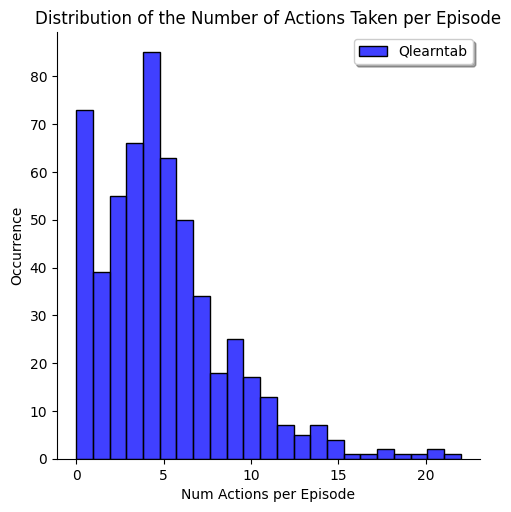 Distribution of the Number of Actions Taken per Episode
Qlearntab
80
70
60
50
40
30
20
10
0
Occurrence
0 5 10 15 20
Num Actions per Episode